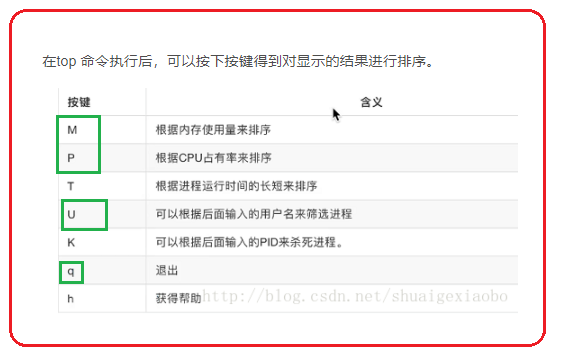 在top 命令执行后，可以按下按键得到对显示的结果进行排序。
按键 含义
M 根据内存使用量来排序
P 根据CPU占有率来排序
T 根据进程运行时间的长短来排序
U 可以根据后面输入的用户名来筛选进程
K 可以根据后面输入的PID来杀死进程。
q 退出
h 获得帮助
http://blog.csdn.net/shuaigexiaobo